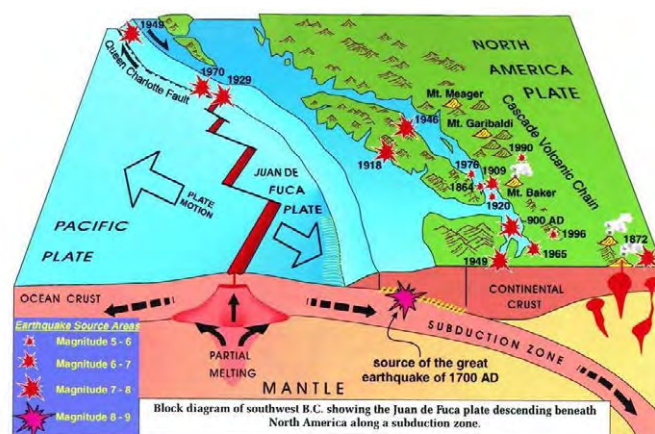 1949
Queen Charlotte Fault
1970
1929
NORTH
AMERICA
PLATE
Mt. Meager
Mt. Garibaldi
Cascade Volcanic Chain
1946
1918
1990
1976
1909
1864
Mt. Baker
1920
900 AD
1996
1965
1949
1872
JUAN DE
FUCA
PLATE
PLATE
MOTION
PACIFIC
PLATE
OCEAN CRUST
CONTINENTAL
CRUST
SUBDUCTION ZONE
PARTIAL
MELTING
source of the great
earthquake of 1700 AD
MANTLE
Earthquake Source Areas
Magnitude 5 - 6
Magnitude 6 - 7
Magnitude 7 - 8
Magnitude 8 - 9
Block diagram of southwest B.C. showing the Juan de Fuca plate descending beneath
North America along a subduction zone.